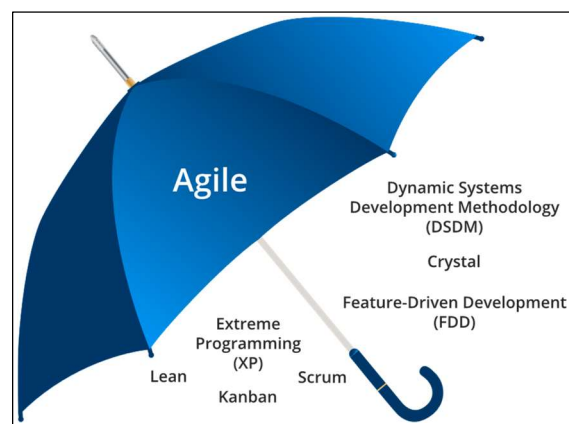 Agile
Dynamic Systems
Development Methodology
(DSDM)
Crystal
Feature-Driven Development
(FDD)
Extreme
Programming
(XP)
Lean
Scrum
Kanban